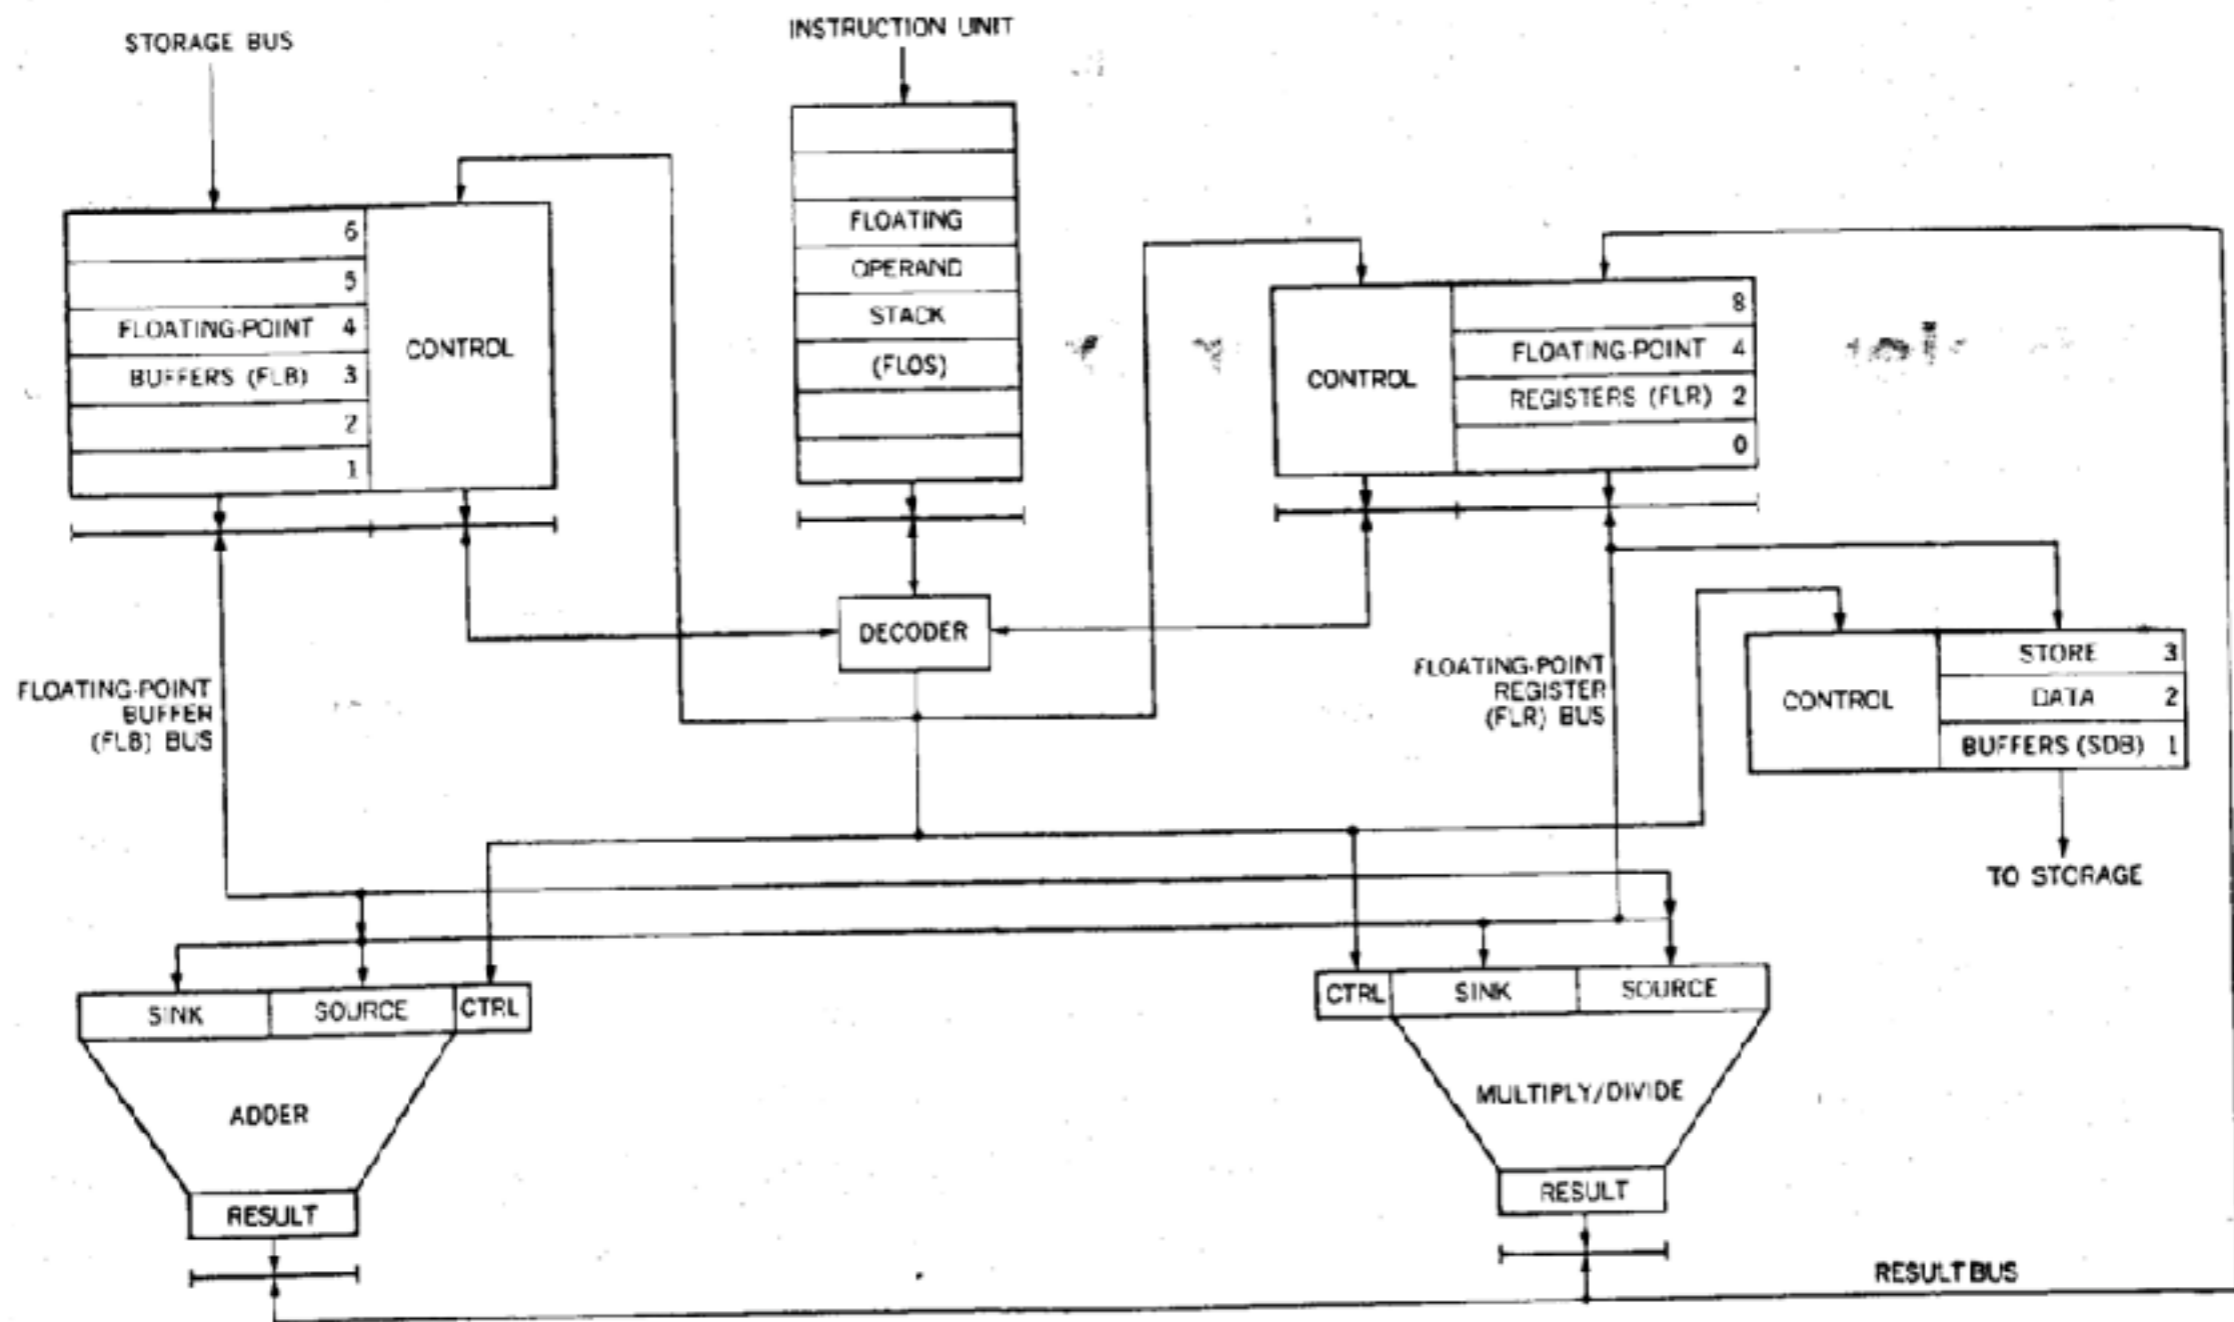 STORAGE BUS
INSTRUCTION UNIT
6
5
FLOATING-POINT 4
BUFFERS (FLB) 3
2
1
CONTROL
FLOATING
OPERAND
STACK
(FLOS)
CONTROL
8
FLOATING-POINT 4
REGISTERS (FLR) 2
0
DECODER
FLOATING-POINT
BUFFER
(FLB) BUS
FLOATING-POINT
REGISTER
(FLR) BUS
CONTROL
STORE 3
DATA 2
BUFFERS (SDB) 1
TO STORAGE
SINK
SOURCE
CTRL
ADDER
RESULT
CTRL
SINK
SOURCE
MULTIPLY/DIVIDE
RESULT
RESULT BUS